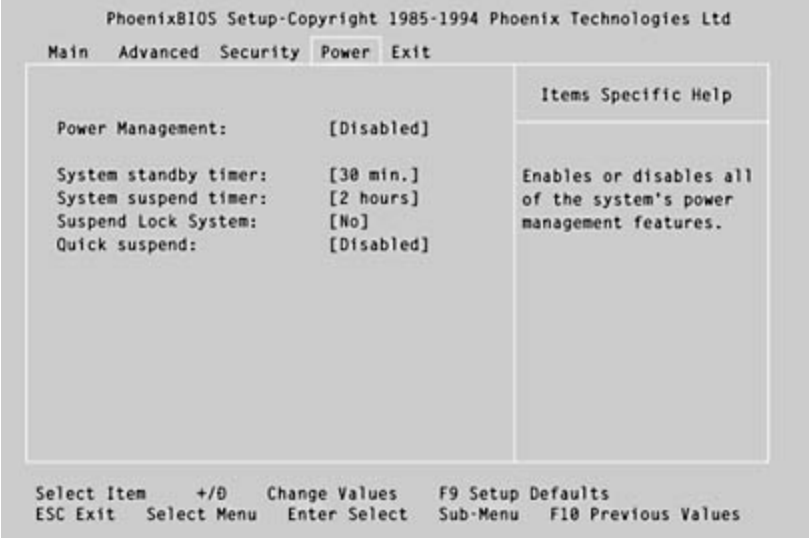 PhoenixBIOS Setup-Copyright 1985-1994 Phoenix Technologies Ltd
Main Advanced Security Power Exit
Items Specific Help
Power Management: [Disabled]
System standby timer: [30 min.]
System suspend timer: [2 hours]
Suspend Lock System: [No]
Quick suspend: [Disabled]
Enables or disables all
of the system's power
management features.
Select Item +/0 Change Values F9 Setup Defaults
ESC Exit Select Menu Enter Select Sub-Menu F10 Previous Values